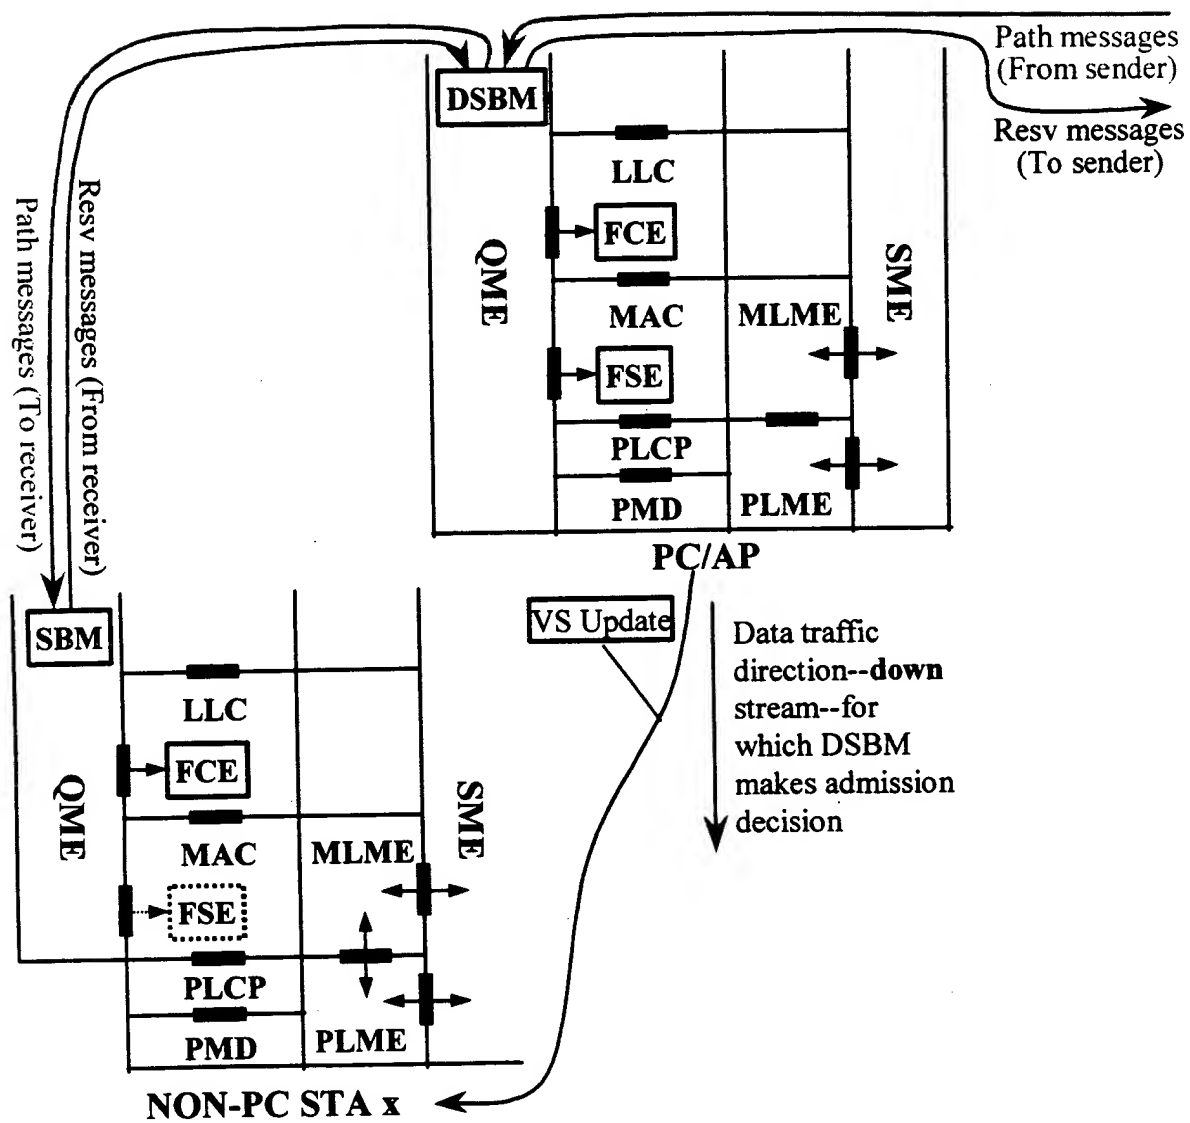 Path messages
(From sender)
Resv messages
(To sender)
DSBM
LLC
FCE
QME
SME
MAC
MLME
FSE
PLCP
PMD
PLME
PC/AP
Path messages (To receiver)
Resv messages (From receiver)
VS Update
Data traffic
direction--down
stream--for
which DSBM
makes admission
decision
SBM
LLC
FCE
QME
SME
MAC
MLME
FSE
PLCP
PMD
PLME
NON-PC STA x